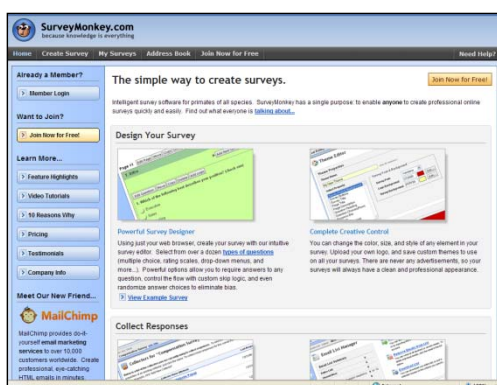 SurveyMonkey.com
because knowledge is everything
Home Create Survey My Surveys Address Book Join Now for Free Need Help?
Already a Member?
Member Login
Want to Join?
Join Now for Free!
Learn More...
Feature Highlights
Video Tutorials
10 Reasons Why
Pricing
Testimonials
Company Info
Meet Our New Friend...
MailChimp
MailChimp provides do-it-
yourself email marketing
services to over 10,000
customers worldwide. Create
professional, eye-catching
HTML emails in minutes.
The simple way to create surveys.
Join Now for Free!
Intelligent survey software for primates of all species. SurveyMonkey has a single purpose: to enable anyone to create professional online
surveys quickly and easily. Find out what everyone is talking about...
Design Your Survey
Theme Editor
Powerful Survey Designer
Using just your web browser, create your survey with our intuitive
survey editor. Select from over a dozen types of questions
(multiple choice, rating scales, drop-down menus, and
more...). Powerful options allow you to require answers to any
question, control the flow with skip logic, and even
randomize answer choices to eliminate bias.
View Example Survey
Complete Creative Control
You can change the color, size, and style of any element in your
survey. Upload your own logo, and save custom themes to use
on all your surveys. There are never any advertisements, so your
surveys will always have a clean and professional appearance.
Collect Responses
Email List Manager